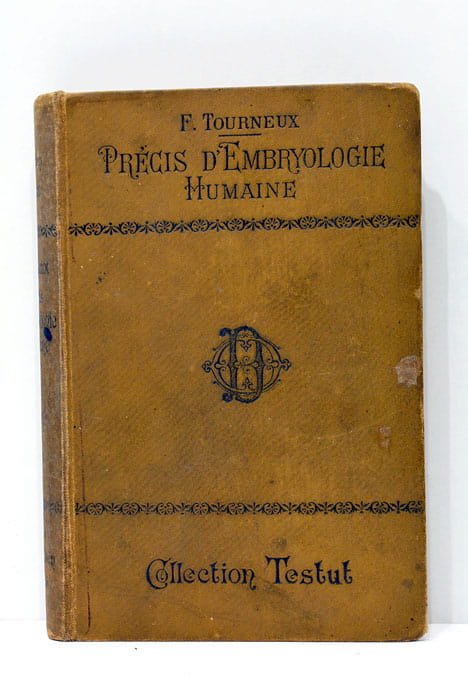 F. TOURNEUX
PRÉCIS D'EMBRYOLOGIE
HUMAINE
Collection Testut